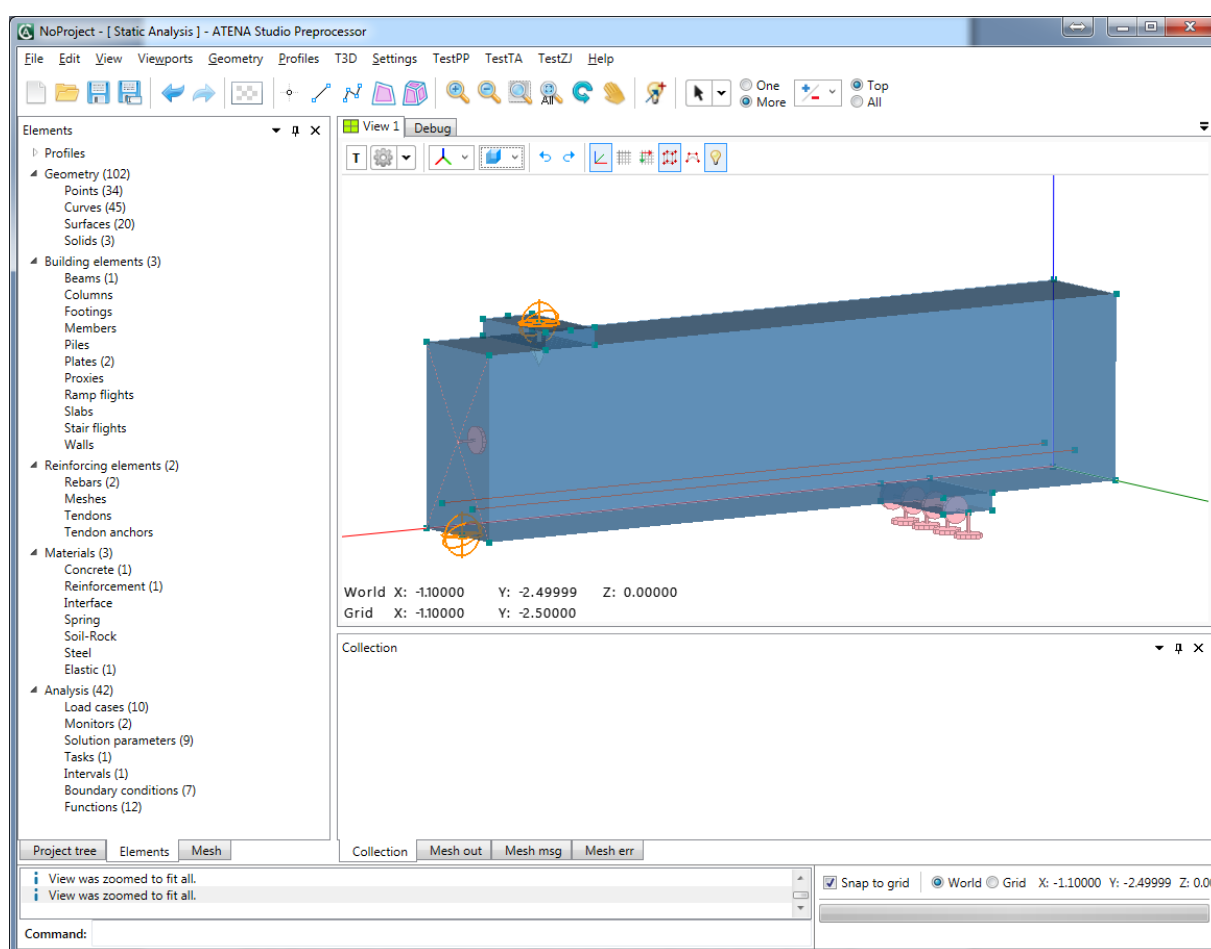 NoProject - [ Static Analysis ] - ATENA Studio Preprocessor
File Edit View Viewports Geometry Profiles T3D Settings TestPP TestTA TestZJ Help
ALL
One
More
Top
All
Elements
Profiles
Geometry (102)
Points (34)
Curves (45)
Surfaces (20)
Solids (3)
Building elements (3)
Beams (1)
Columns
Footings
Members
Piles
Plates (2)
Proxies
Ramp flights
Slabs
Stair flights
Walls
Reinforcing elements (2)
Rebars (2)
Meshes
Tendons
Tendon anchors
Materials (3)
Concrete (1)
Reinforcement (1)
Interface
Spring
Soil-Rock
Steel
Elastic (1)
Analysis (42)
Load cases (10)
Monitors (2)
Solution parameters (9)
Tasks (1)
Intervals (1)
Boundary conditions (7)
Functions (12)
Project tree Elements Mesh
View 1 Debug
T
World X: -1.10000 Y: -2.49999 Z: 0.00000
Grid X: -1.10000 Y: -2.50000
Collection
Collection Mesh out Mesh msg Mesh err
i View was zoomed to fit all.
i View was zoomed to fit all.
Command:
Snap to grid World Grid X: -1.10000 Y: -2.49999 Z: 0.0